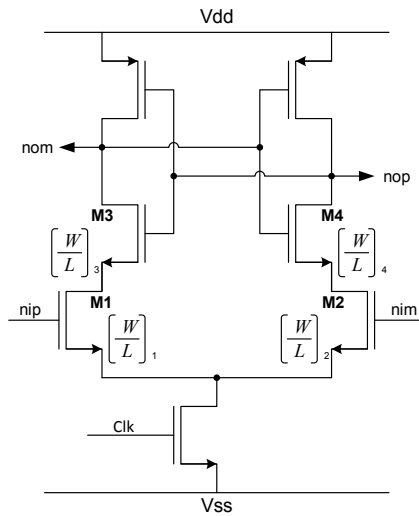 Vdd
nom
nop
M3
M4
[W/L]3
[W/L]4
nip
M1
M2
nim
[W/L]1
[W/L]2
Clk
Vss